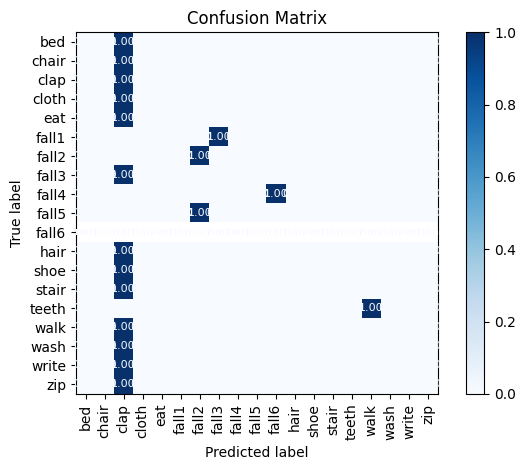 Confusion Matrix
True label
bed 1.00
chair 1.00
clap 1.00
cloth 1.00
eat 1.00
fall1 1.00
fall2 1.00
fall3 1.00
fall4 1.00
fall5 1.00
fall6
hair 1.00
shoe 1.00
stair 1.00
teeth 1.00
walk 1.00
wash 1.00
write 1.00
zip 1.00
bed chair clap cloth eat fall1 fall2 fall3 fall4 fall5 fall6 hair shoe stair teeth walk wash write zip
Predicted label
1.0
0.8
0.6
0.4
0.2
0.0